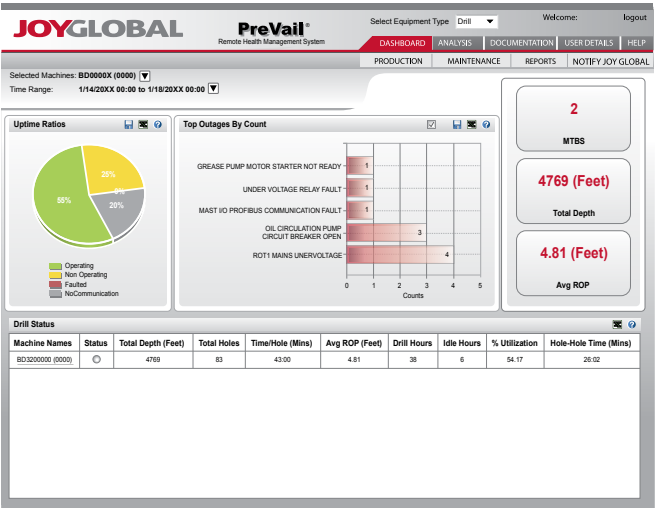 JOYGLOBAL
PreVail®
Remote Health Management System
Select Equipment Type Drill
Welcome:
logout
DASHBOARD ANALYSIS DOCUMENTATION USER DETAILS HELP
PRODUCTION MAINTENANCE REPORTS NOTIFY JOY GLOBAL
Selected Machines: BD0000X (0000)
Time Range: 1/14/20XX 00:00 to 1/18/20XX 00:00
Uptime Ratios
25%
0%
20%
55%
Operating
Non Operating
Faulted
NoCommunication
Top Outages By Count
GREASE PUMP MOTOR STARTER NOT READY 1
UNDER VOLTAGE RELAY FAULT 1
MAST I/O PROFIBUS COMMUNICATION FAULT 1
OIL CIRCULATION PUMP
CIRCUIT BREAKER OPEN 3
ROT1 MAINS UNERVOLTAGE 4
0 1 2 3 4 5
Counts
2
MTBS
4769 (Feet)
Total Depth
4.81 (Feet)
Avg ROP
Drill Status
Machine Names Status Total Depth (Feet) Total Holes Time/Hole (Mins) Avg ROP (Feet) Drill Hours Idle Hours % Utilization Hole-Hole Time (Mins)
BD3200000 (0000) 4769 83 43:00 4.81 38 6 54.17 26:02